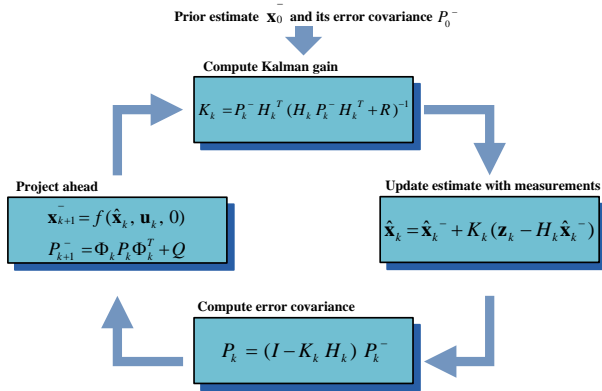 Prior estimate x̄₀⁻ and its error covariance P₀⁻
Compute Kalman gain
Kₖ = Pₖ⁻ Hₖᵀ (Hₖ Pₖ⁻ Hₖᵀ + R)⁻¹
Project ahead
x⁻ₖ₊₁ = f(x̂ₖ, uₖ, 0)
P⁻ₖ₊₁ = Φₖ Pₖ Φₖᵀ + Q
Update estimate with measurements
x̂ₖ = x̂ₖ⁻ + Kₖ(zₖ − Hₖ x̂ₖ⁻)
Compute error covariance
Pₖ = (I − Kₖ Hₖ) Pₖ⁻